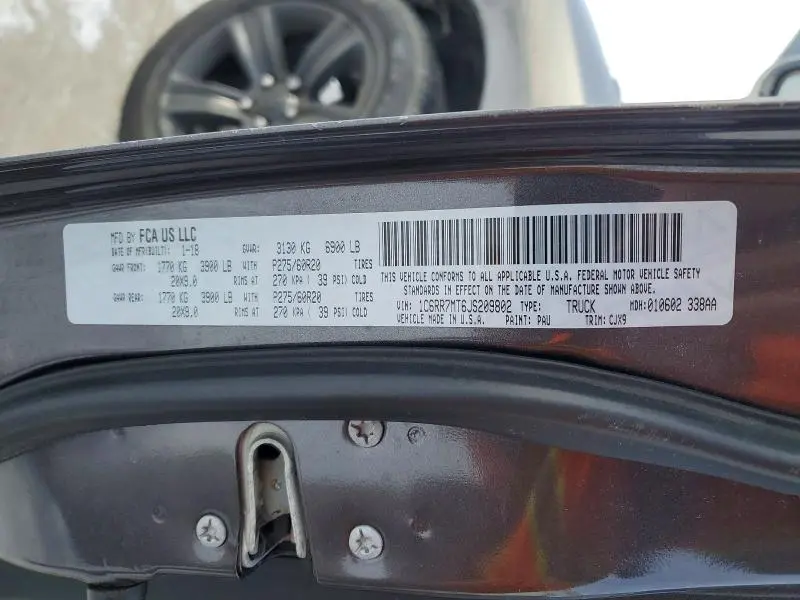 MFD BY FCA US LLC
DATE OF MFR(BUILT): 1-18 GVWR: 3130 KG 6900 LB
GAWR FRONT: 1770 KG 3900 LB WITH P275/60R20 TIRES
20X9.0 RIMS AT 270 KPA ( 39 PSI) COLD
GAWR REAR: 1770 KG 3900 LB WITH P275/60R20 TIRES
20X9.0 RIMS AT 270 KPA ( 39 PSI) COLD
THIS VEHICLE CONFORMS TO ALL APPLICABLE U.S.A. FEDERAL MOTOR VEHICLE SAFETY
STANDARDS IN EFFECT ON THE DATE OF MANUFACTURE SHOWN ABOVE.
VIN: 1C6RR7MT6JS209802 TYPE: TRUCK MDH: 010602 338AA
VEHICLE MADE IN U.S.A. PAINT: PAU TRIM: CJX9